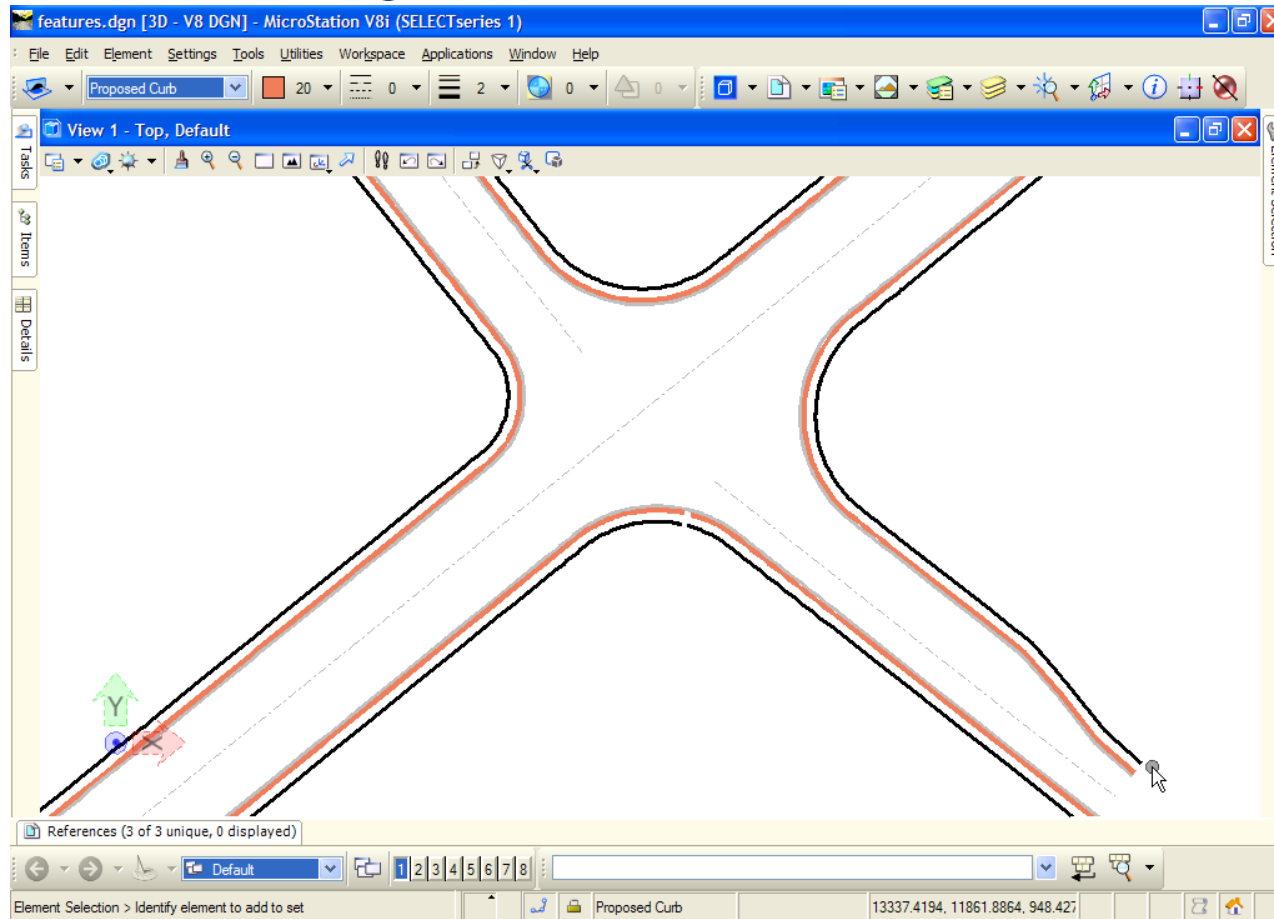 features.dgn [3D - V8 DGN] - MicroStation V8i (SELECTseries 1)
File Edit Element Settings Tools Utilities Workspace Applications Window Help
Proposed Curb 20 0 2 0 0
View 1 - Top, Default
Tasks
Items
Details
Element Selection
Y
X
References (3 of 3 unique, 0 displayed)
Default 1 2 3 4 5 6 7 8
Element Selection > Identify element to add to set Proposed Curb 13337.4194, 11861.8864, 948.427